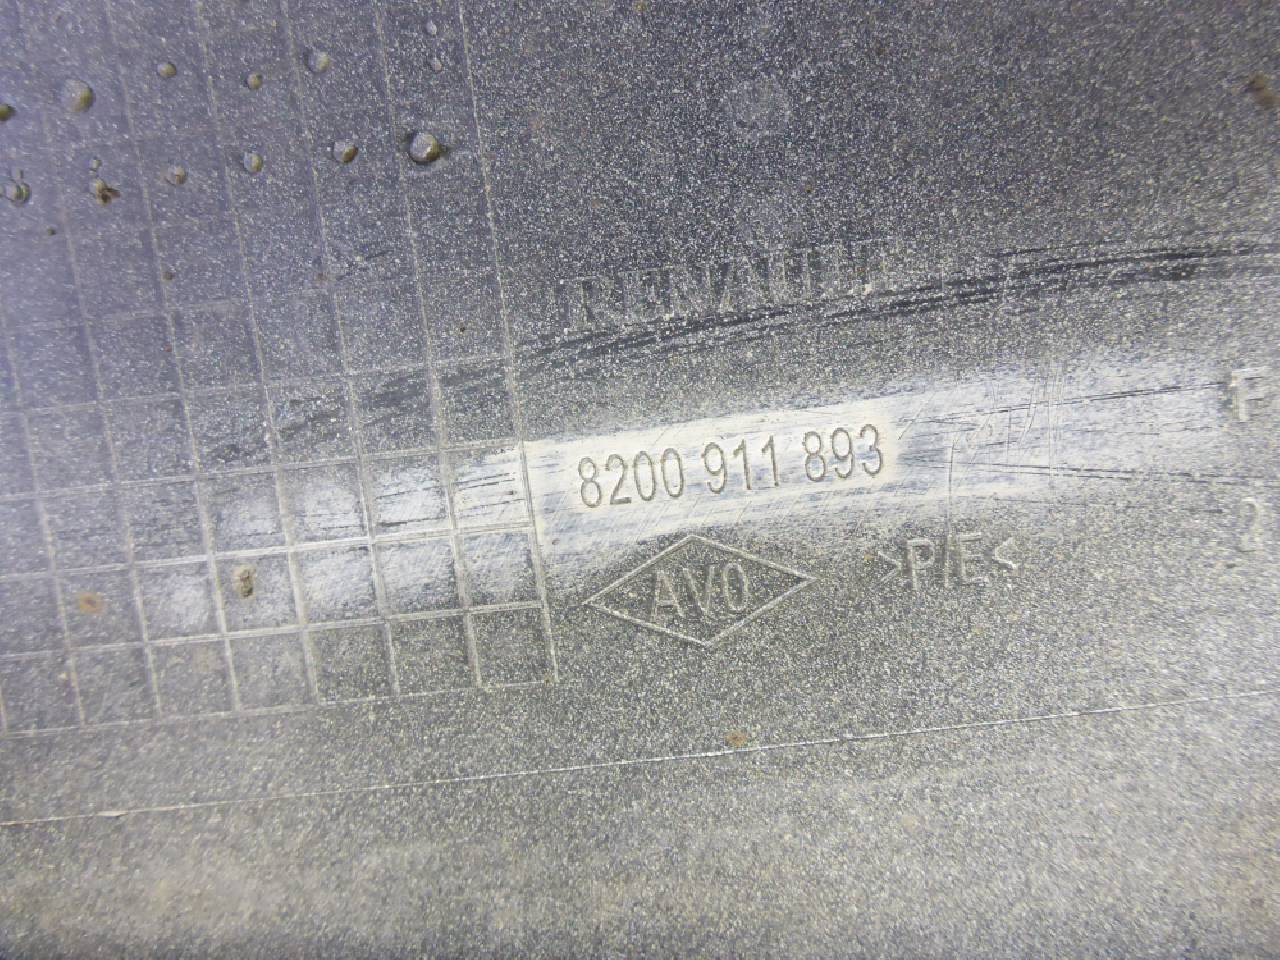 RENAULT
8200 911 893
AVO
>P/E<